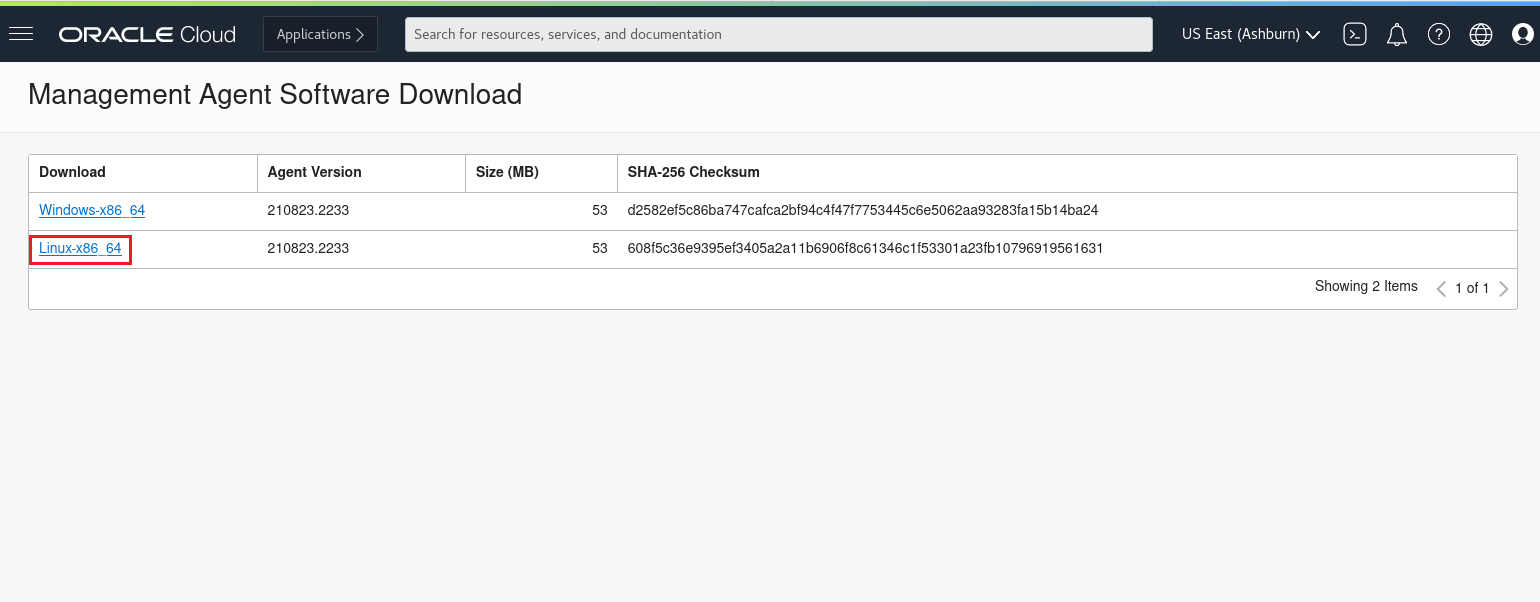 ORACLE Cloud Applications Search for resources, services, and documentation US East (Ashburn)
Management Agent Software Download
Download Agent Version Size (MB) SHA-256 Checksum
Windows-x86_64 210823.2233 53 d2582ef5c86ba747cafca2bf94c4f47f7753445c6e5062aa93283fa15b14ba24
Linux-x86_64 210823.2233 53 608f5c36e9395ef3405a2a11b6906f8c61346c1f53301a23fb10796919561631
Showing 2 Items 1 of 1